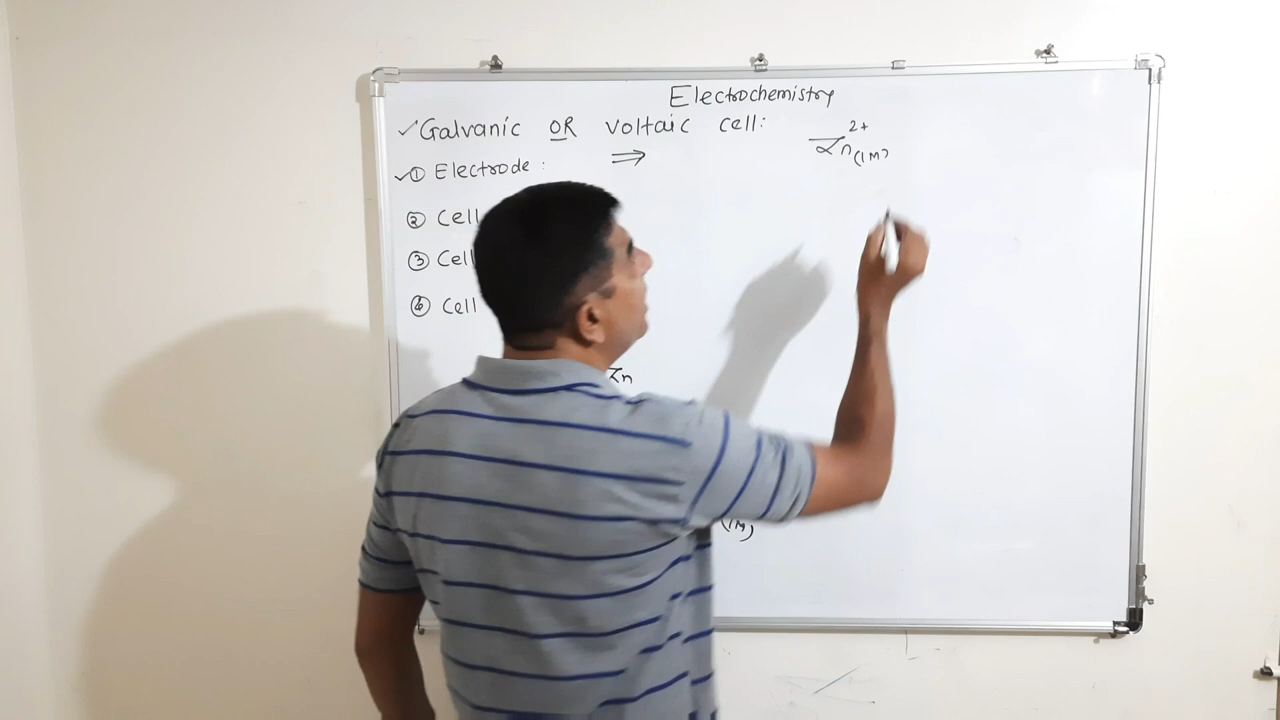 Electrochemistry
✓Galvanic OR voltaic cell:
Zn²⁺(1M)
✓① Electrode : ⇒
② Cell
③ Cell
④ Cell
Zn
(1M)